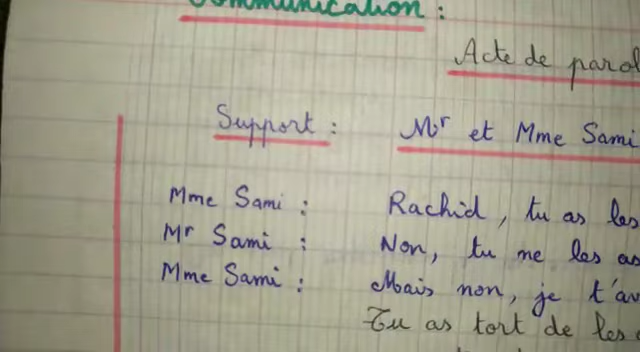 Communication :
Acte de parol
Support : Mr et Mme Sami
Mme Sami : Rachid, tu as les
Mr Sami : Non, tu ne les as
Mme Sami : Mais non, je t'av
Tu as tort de les